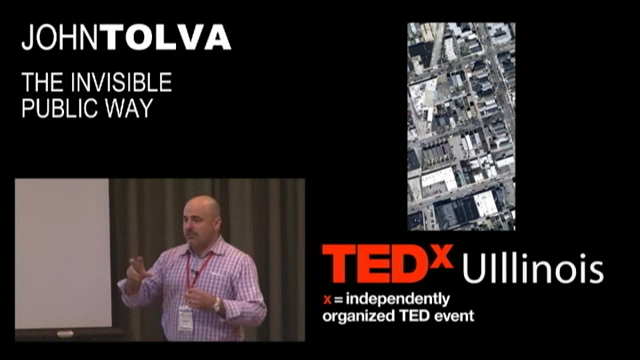 JOHNTOLVA
THE INVISIBLE
PUBLIC WAY
TEDx UIllinois
x = independently
organized TED event